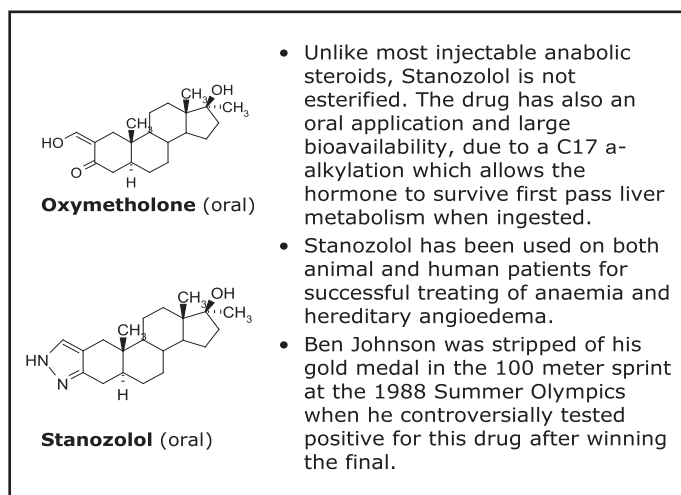 OH
CH3
CH3
CH3
HO
O
H
Oxymetholone (oral)
OH
CH3
CH3
CH3
HN
N
H
Stanozolol (oral)
• Unlike most injectable anabolic
steroids, Stanozolol is not
esterified. The drug has also an
oral application and large
bioavailability, due to a C17 a-
alkylation which allows the
hormone to survive first pass liver
metabolism when ingested.
• Stanozolol has been used on both
animal and human patients for
successful treating of anaemia and
hereditary angioedema.
• Ben Johnson was stripped of his
gold medal in the 100 meter sprint
at the 1988 Summer Olympics
when he controversially tested
positive for this drug after winning
the final.